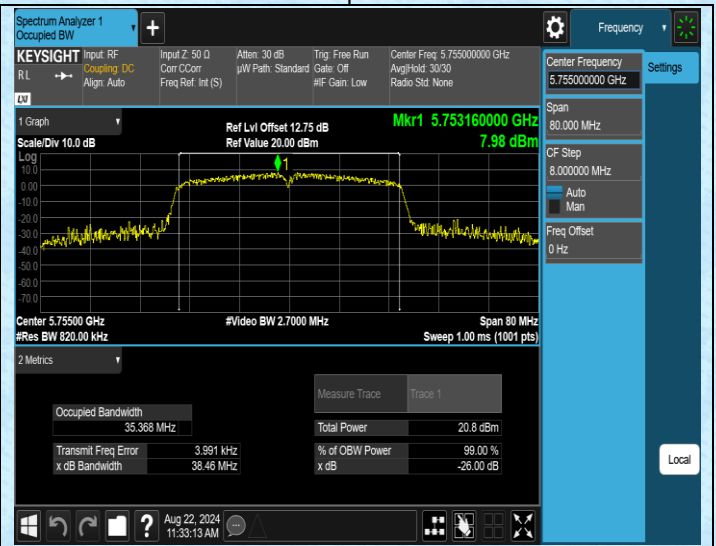 Spectrum Analyzer 1
Occupied BW
Frequency
KEYSIGHT
Input: RF
Coupling: DC
Align: Auto
Input Z: 50 Ω
Corr CCorr
Freq Ref: Int (S)
Atten: 30 dB
µW Path: Standard
Trig: Free Run
Gate: Off
#IF Gain: Low
Center Freq: 5.755000000 GHz
Avg|Hold: 30/30
Radio Std: None
RL
LXI
Center Frequency
5.755000000 GHz
Settings
Span
80.000 MHz
CF Step
8.000000 MHz
Auto
Man
Freq Offset
0 Hz
1 Graph
Scale/Div 10.0 dB
Ref Lvl Offset 12.75 dB
Ref Value 20.00 dBm
Mkr1 5.753160000 GHz
7.98 dBm
Log
10.0
0.00
-10.0
-20.0
-30.0
-40.0
-50.0
-60.0
-70.0
1
Center 5.75500 GHz
#Res BW 820.00 kHz
#Video BW 2.7000 MHz
Span 80 MHz
Sweep 1.00 ms (1001 pts)
2 Metrics
Measure Trace
Trace 1
Occupied Bandwidth
35.368 MHz
Total Power
20.8 dBm
Transmit Freq Error
3.991 kHz
% of OBW Power
99.00 %
x dB Bandwidth
38.46 MHz
x dB
-26.00 dB
Local
?
Aug 22, 2024
11:33:13 AM